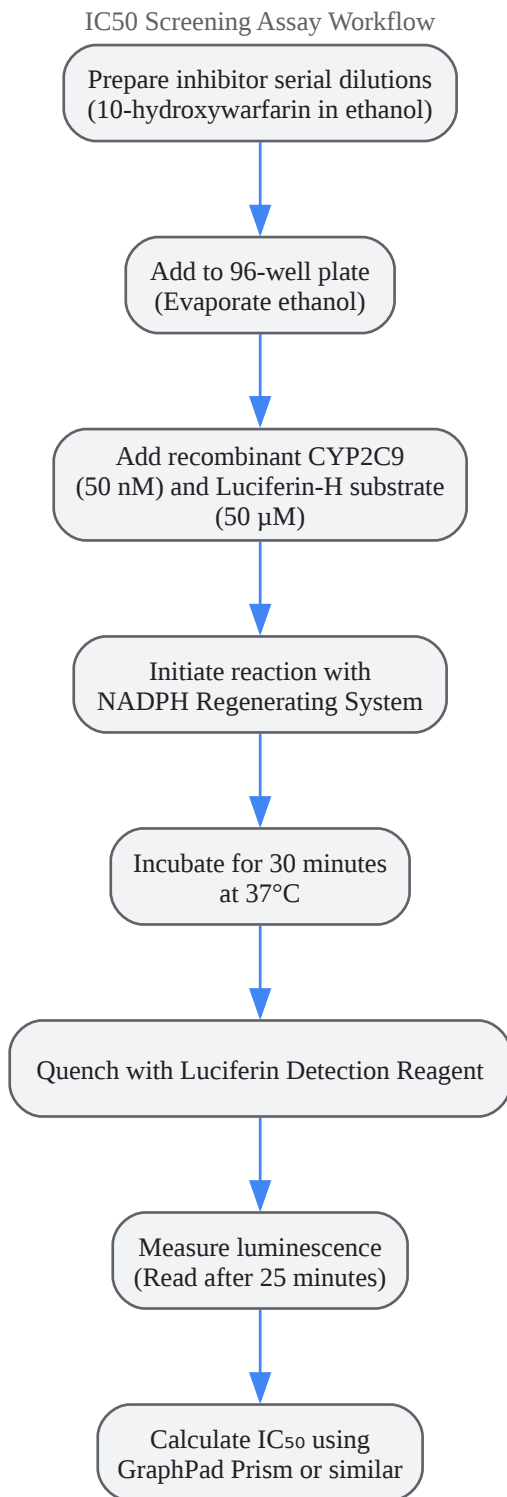 IC50 Screening Assay Workflow
Prepare inhibitor serial dilutions
(10-hydroxywarfarin in ethanol)
Add to 96-well plate
(Evaporate ethanol)
Add recombinant CYP2C9
(50 nM) and Luciferin-H substrate
(50 µM)
Initiate reaction with
NADPH Regenerating System
Incubate for 30 minutes
at 37°C
Quench with Luciferin Detection Reagent
Measure luminescence
(Read after 25 minutes)
Calculate IC₅₀ using
GraphPad Prism or similar